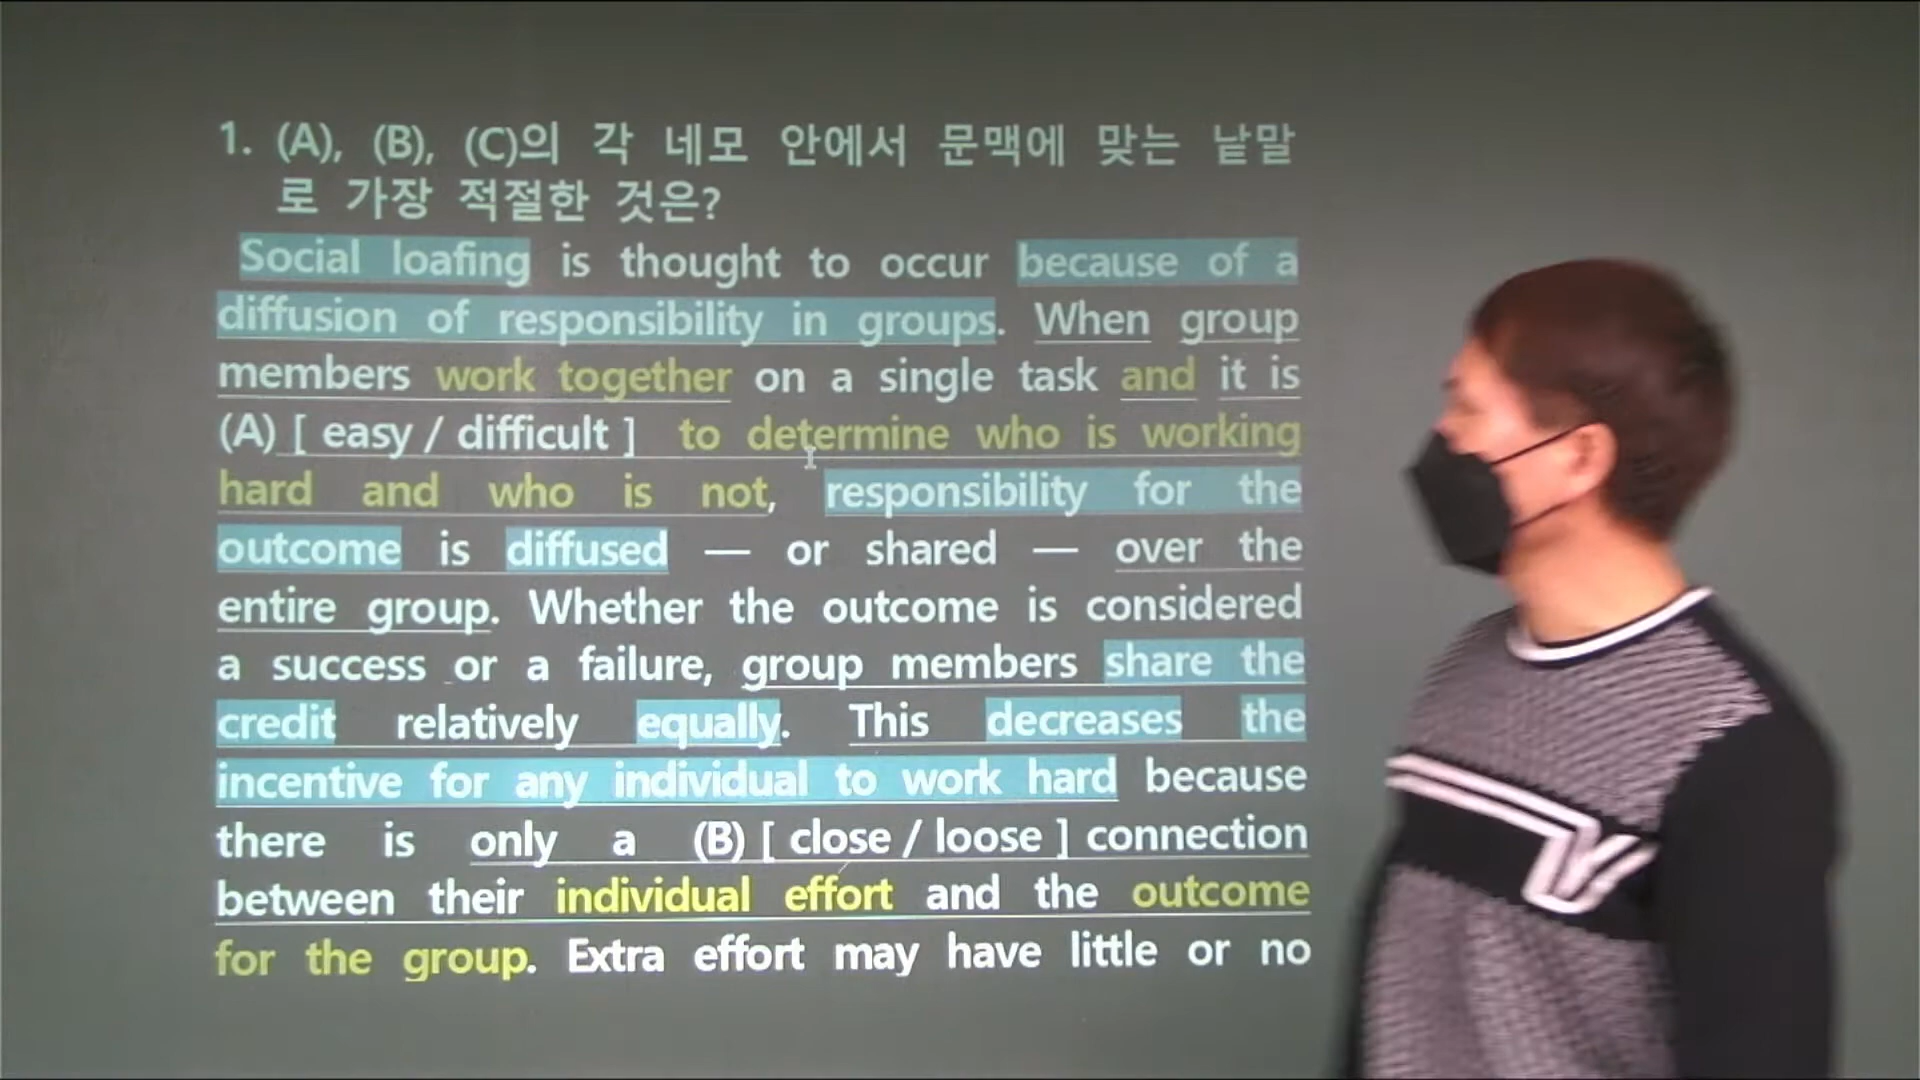 1. (A), (B), (C)의 각 네모 안에서 문맥에 맞는 낱말
로 가장 적절한 것은?
Social loafing is thought to occur because of a
diffusion of responsibility in groups. When group
members work together on a single task and it is
(A) [ easy / difficult ] to determine who is working
hard and who is not, responsibility for the
outcome is diffused — or shared — over the
entire group. Whether the outcome is considered
a success or a failure, group members share the
credit relatively equally. This decreases the
incentive for any individual to work hard because
there is only a (B) [ close / loose ] connection
between their individual effort and the outcome
for the group. Extra effort may have little or no